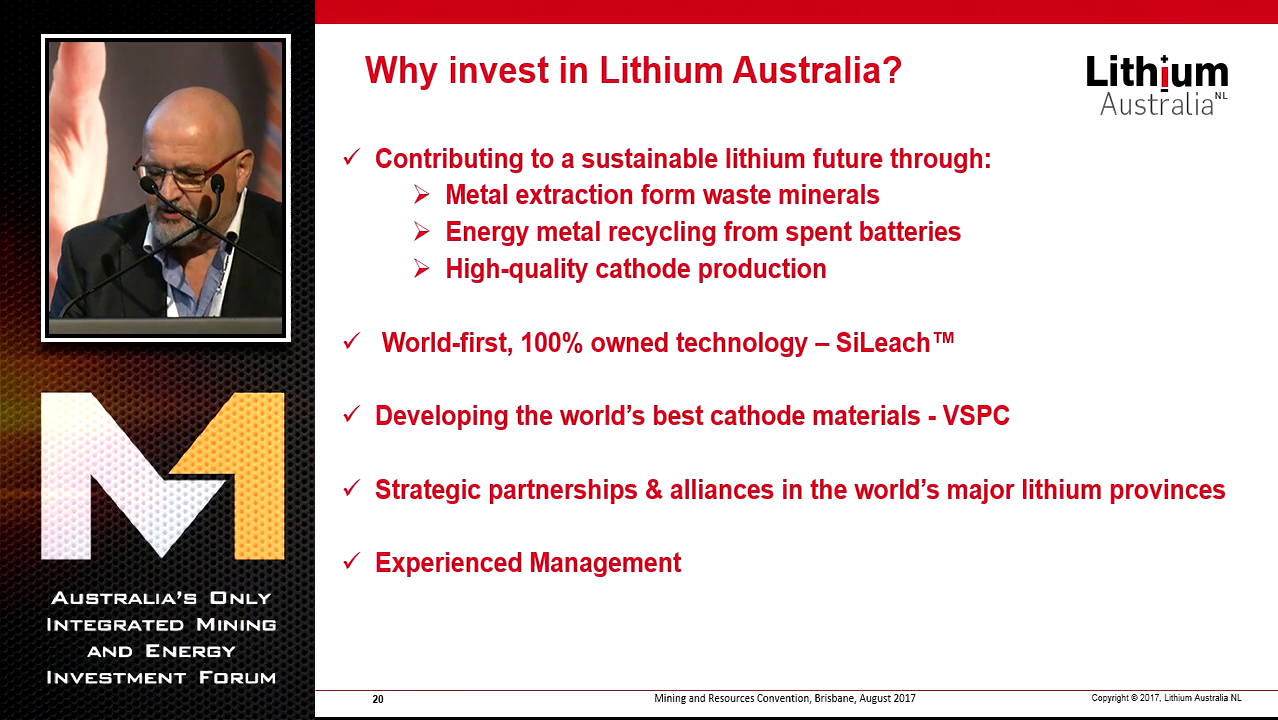 Why invest in Lithium Australia?
Lithium
Australia NL
✓ Contributing to a sustainable lithium future through:
➢ Metal extraction form waste minerals
➢ Energy metal recycling from spent batteries
➢ High-quality cathode production
✓ World-first, 100% owned technology – SiLeach™
✓ Developing the world’s best cathode materials - VSPC
✓ Strategic partnerships & alliances in the world’s major lithium provinces
✓ Experienced Management
20
Mining and Resources Convention, Brisbane, August 2017
Copyright © 2017, Lithium Australia NL
M
Australia’s Only
Integrated Mining
and Energy
Investment Forum